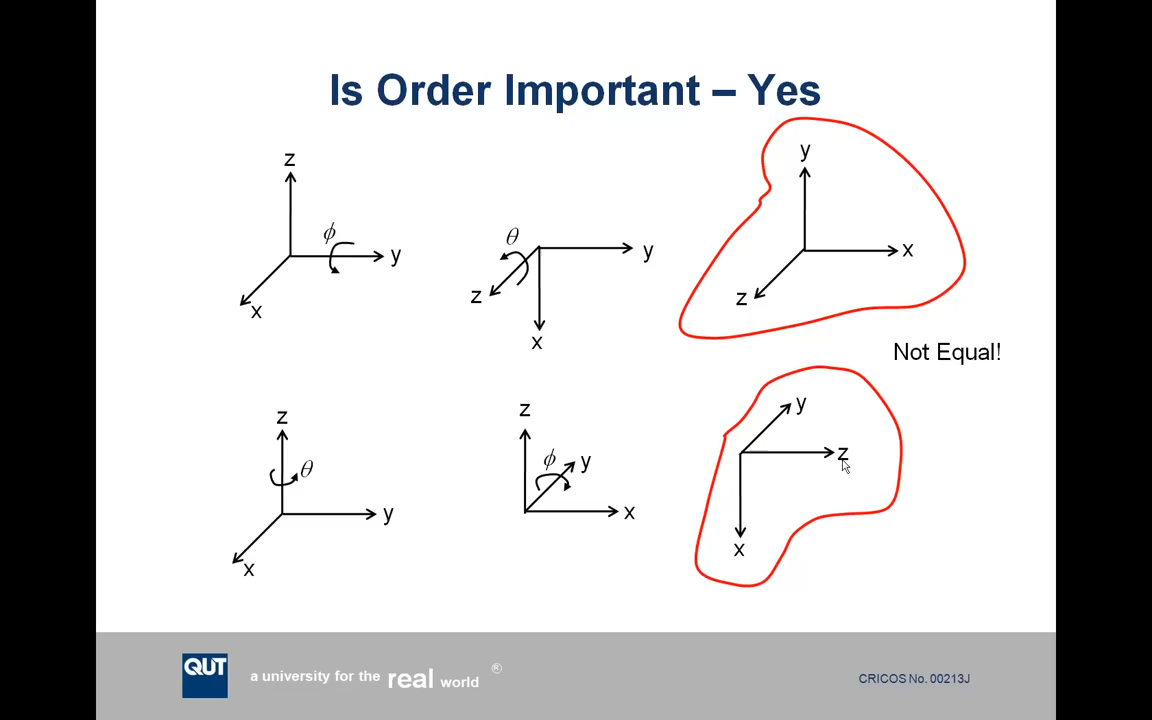 Is Order Important – Yes
z
ϕ
y
x
θ
y
z
x
y
x
z
Not Equal!
z
θ
y
x
z
ϕ
y
x
y
z
x
QUT
a university for the real world ®
CRICOS No. 00213J